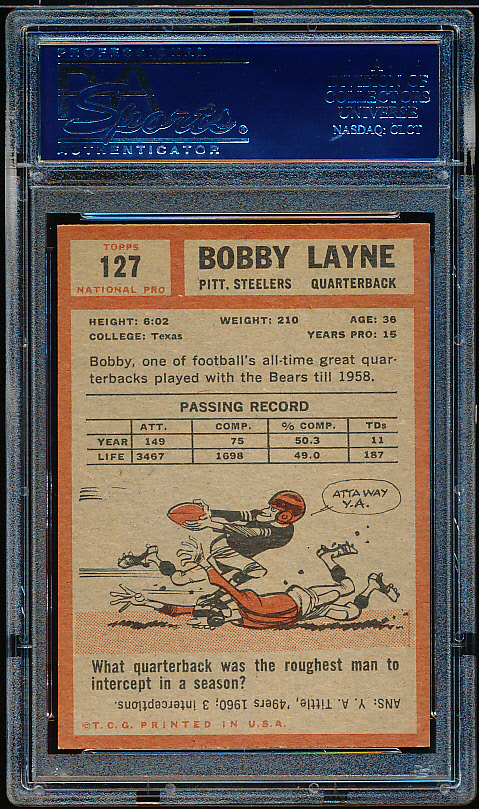 PROFESSIONAL
PSA
Sports®
AUTHENTICATOR
A
DIVISION OF
COLLECTORS
UNIVERSE
NASDAQ: CLCT
TOPPS
127
NATIONAL PRO
BOBBY LAYNE
PITT. STEELERS QUARTERBACK
HEIGHT: 6:02 WEIGHT: 210 AGE: 36
COLLEGE: Texas YEARS PRO: 15
Bobby, one of football's all-time great quar-
terbacks played with the Bears till 1958.
PASSING RECORD
ATT. COMP. % COMP. TDs
YEAR 149 75 50.3 11
LIFE 3467 1698 49.0 187
ATTA WAY
Y.A.
What quarterback was the roughest man to
intercept in a season?
ANS: Y. A. Tittle, '49ers 1960; 3 interceptions.
©T.C.G. PRINTED IN U.S.A.